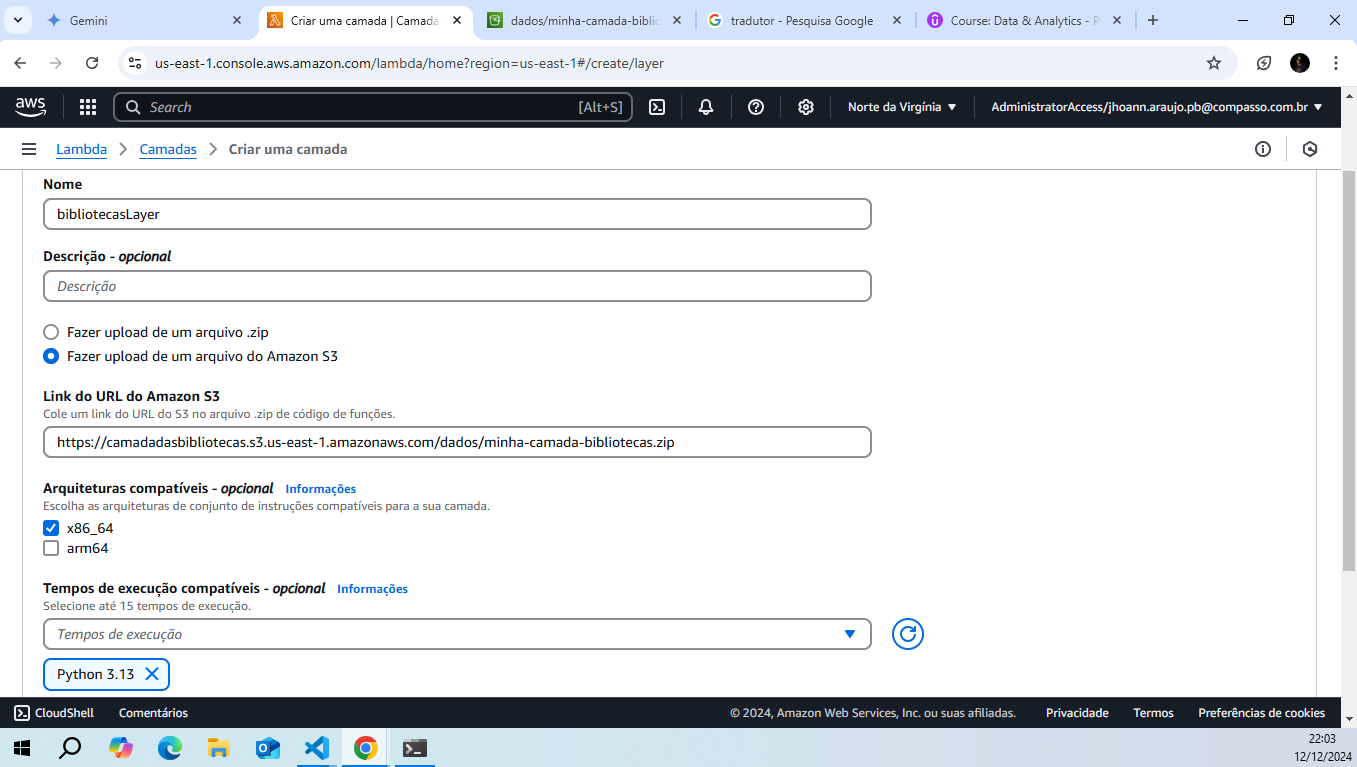 Gemini
Criar uma camada | Camada
dados/minha-camada-biblic
tradutor - Pesquisa Google
Course: Data & Analytics - P
us-east-1.console.aws.amazon.com/lambda/home?region=us-east-1#/create/layer
aws
Search
[Alt+S]
Norte da Virgínia
AdministratorAccess/jhoann.araujo.pb@compasso.com.br
Lambda
Camadas
Criar uma camada
Nome
bibliotecasLayer
Descrição - opcional
Descrição
Fazer upload de um arquivo .zip
Fazer upload de um arquivo do Amazon S3
Link do URL do Amazon S3
Cole um link do URL do S3 no arquivo .zip de código de funções.
https://camadadasbibliotecas.s3.us-east-1.amazonaws.com/dados/minha-camada-bibliotecas.zip
Arquiteturas compatíveis - opcional Informações
Escolha as arquiteturas de conjunto de instruções compatíveis para a sua camada.
x86_64
arm64
Tempos de execução compatíveis - opcional Informações
Selecione até 15 tempos de execução.
Tempos de execução
Python 3.13
CloudShell
Comentários
© 2024, Amazon Web Services, Inc. ou suas afiliadas.
Privacidade
Termos
Preferências de cookies
22:03
12/12/2024